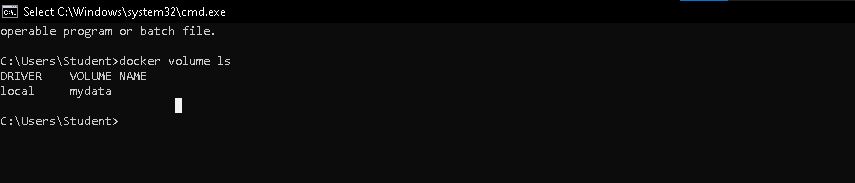 Select C:\Windows\system32\cmd.exe
operable program or batch file.
C:\Users\Student>docker volume ls
DRIVER    VOLUME NAME
local     mydata
C:\Users\Student>